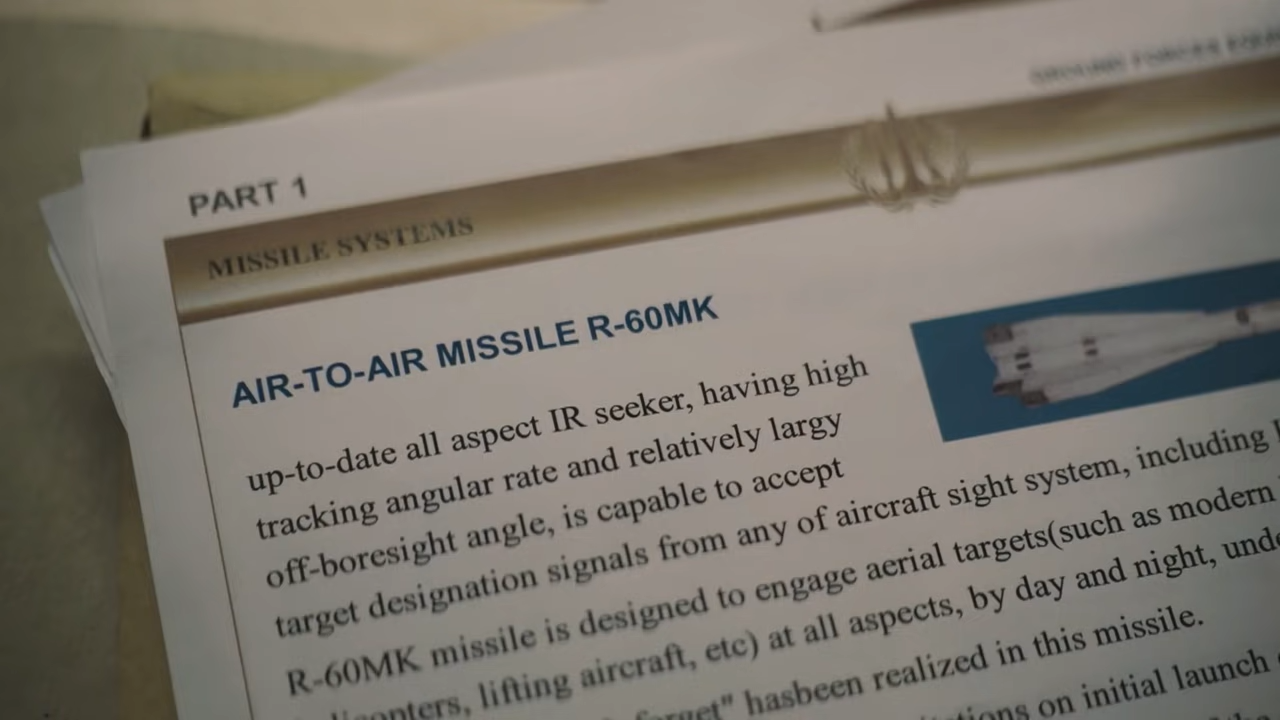 GROUND FORCES
PART 1
MISSILE SYSTEMS
AIR-TO-AIR MISSILE R-60MK
up-to-date all aspect IR seeker, having high
tracking angular rate and relatively largy
off-boresight angle, is capable to accept
target designation signals from any of aircraft sight system, including
R-60MK missile is designed to engage aerial targets(such as modern
lifting aircraft, etc) at all aspects, by day and night,
hasbeen realized in this missile.
on initial launch